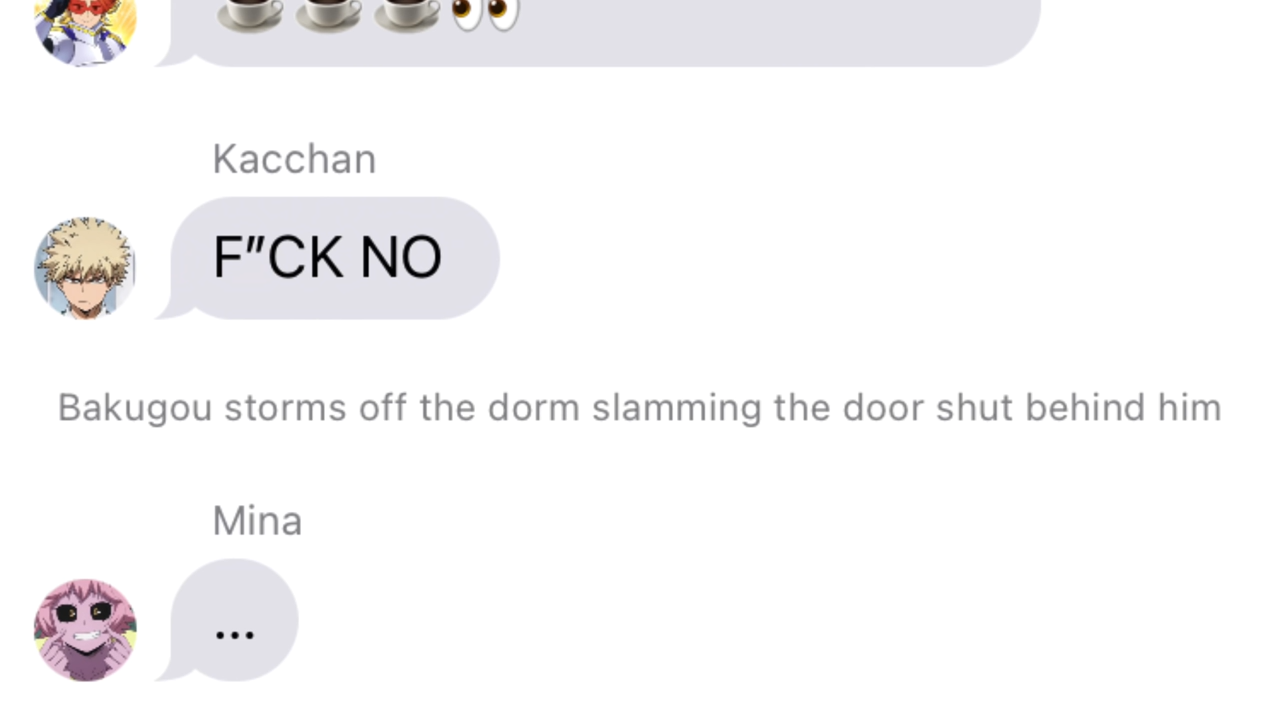 ☕☕☕👀
Kacchan
F"CK NO
Bakugou storms off the dorm slamming the door shut behind him
Mina
...